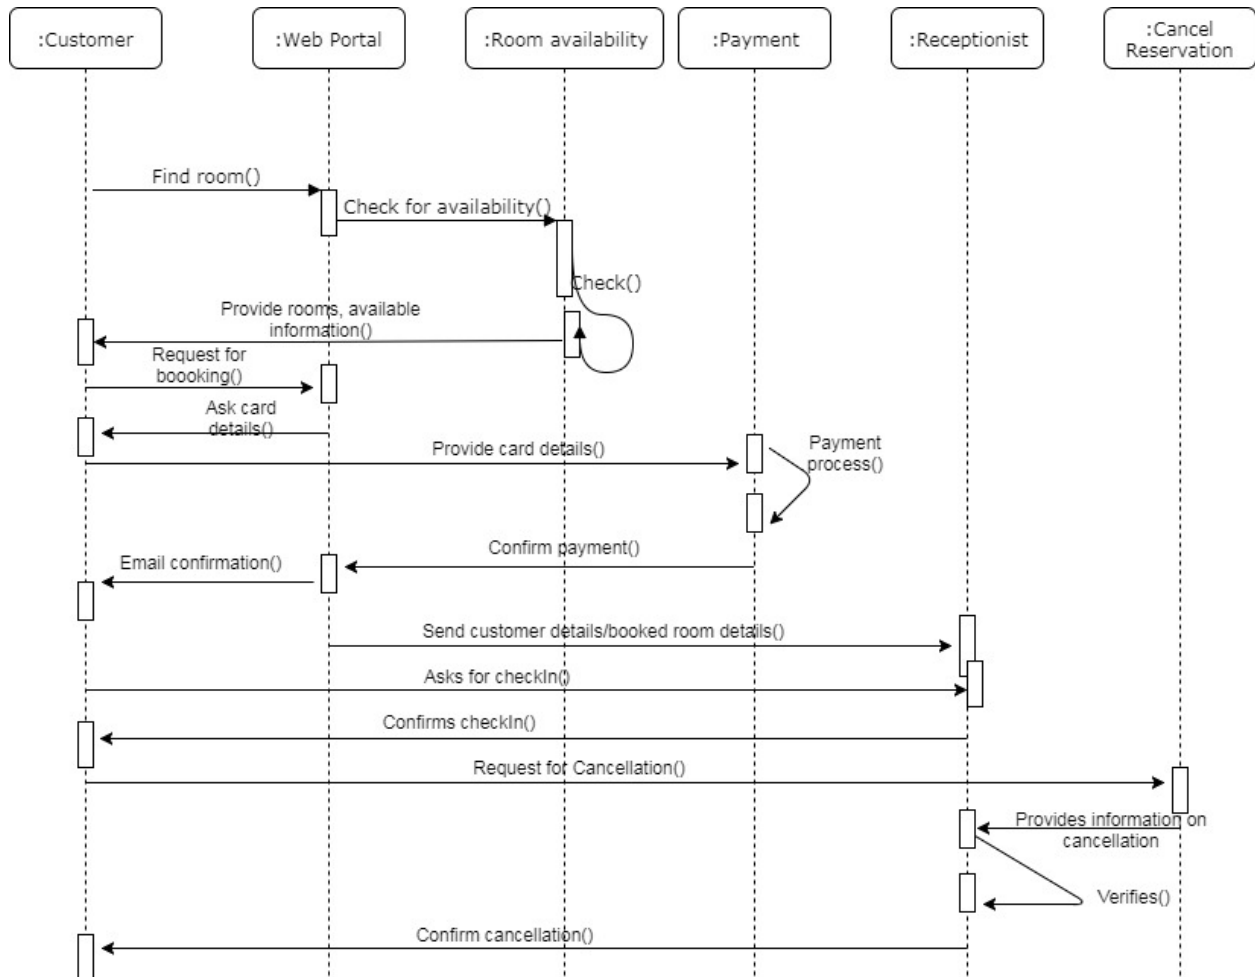 :Customer
:Web Portal
:Room availability
:Payment
:Receptionist
:Cancel
Reservation
Find room()
Check for availability()
Check()
Provide rooms, available
information()
Request for
boooking()
Ask card
details()
Provide card details()
Payment
process()
Confirm payment()
Email confirmation()
Send customer details/booked room details()
Asks for checkIn()
Confirms checkIn()
Request for Cancellation()
Provides information on
cancellation
Verifies()
Confirm cancellation()